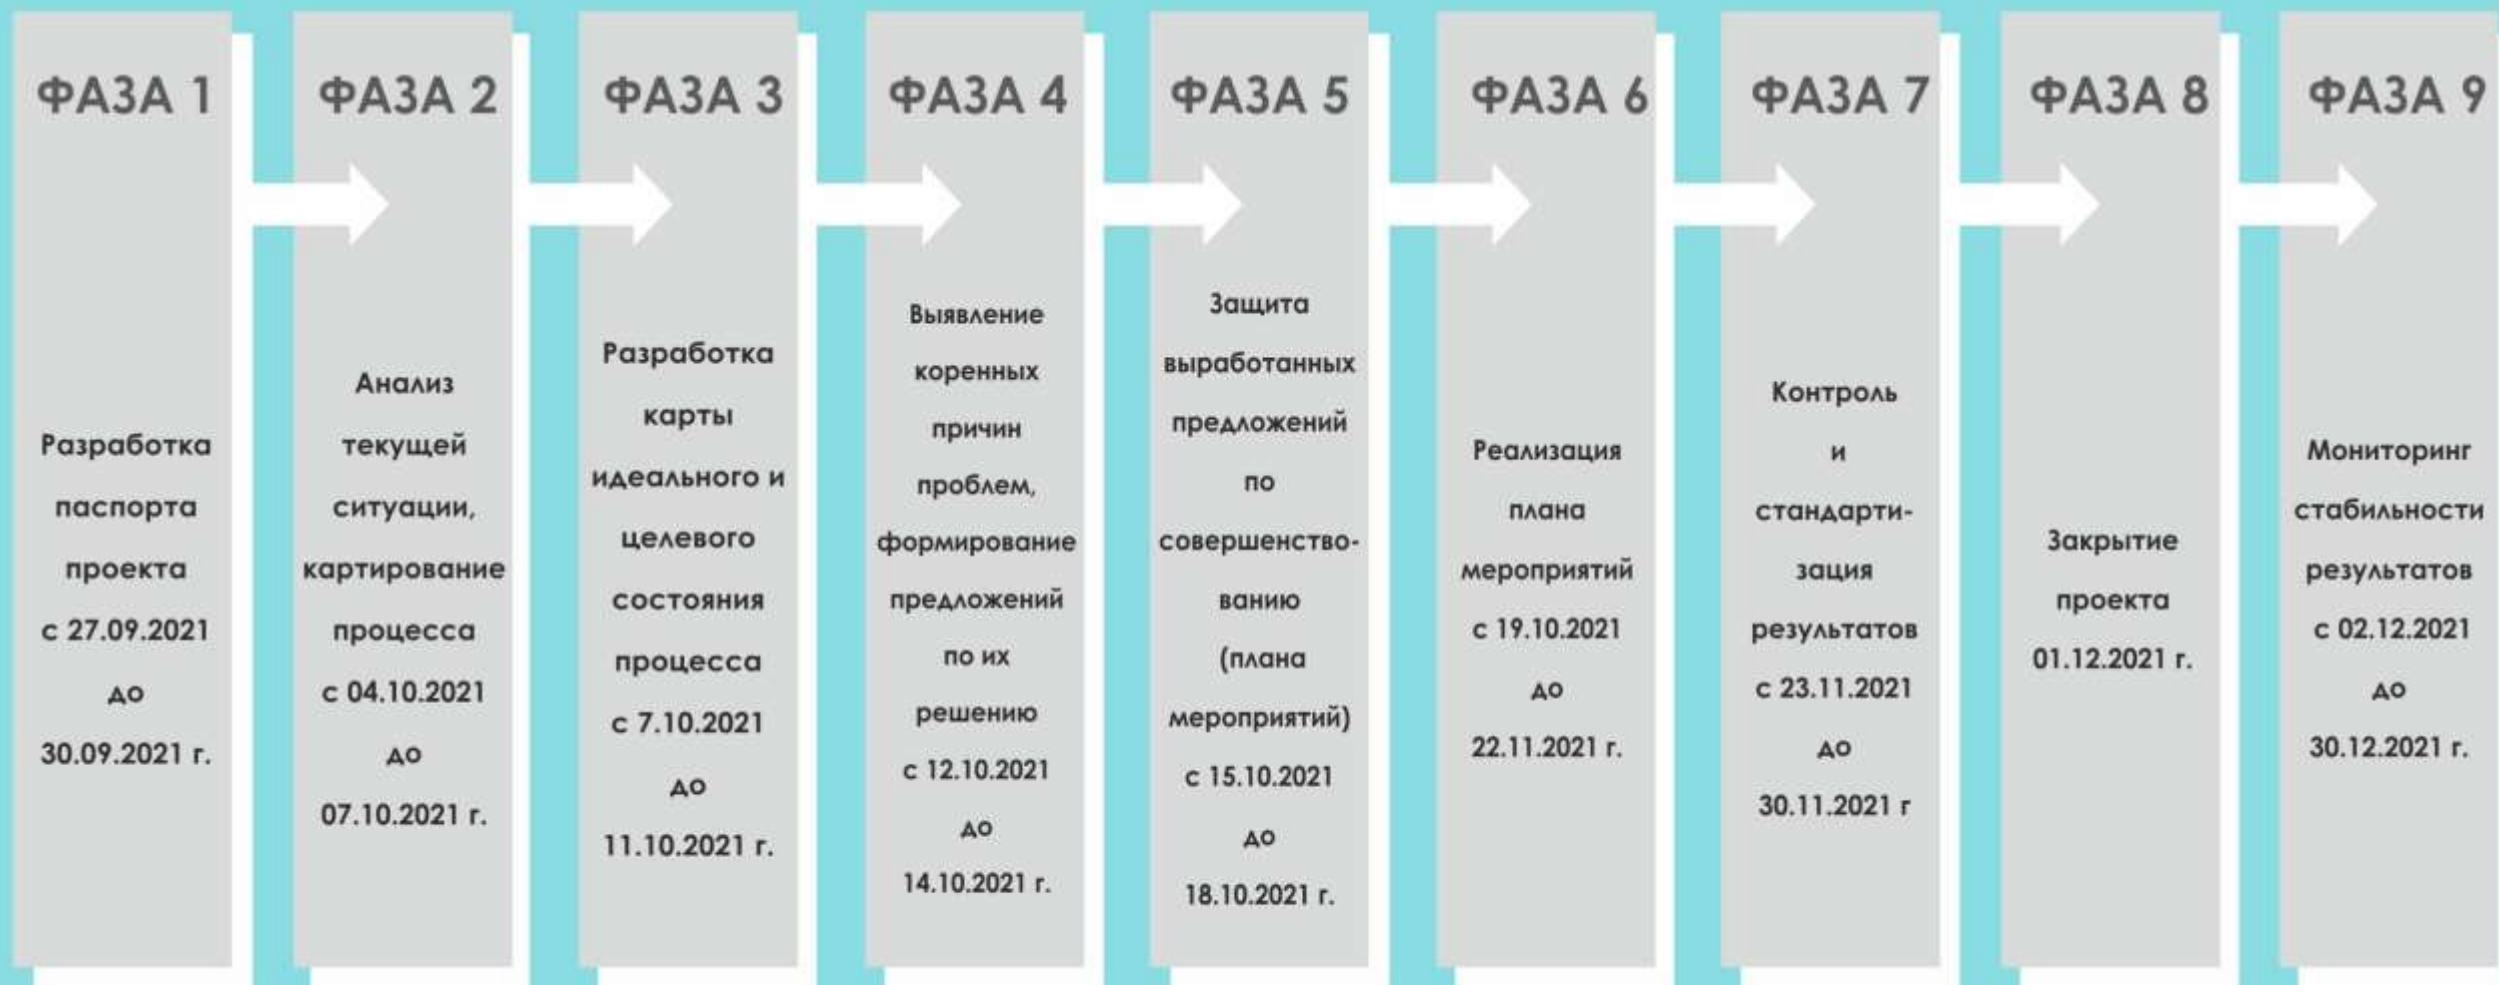 ФАЗА 1
Разработка
паспорта
проекта
с 27.09.2021
до
30.09.2021 г.
ФАЗА 2
Анализ
текущей
ситуации,
картирование
процесса
с 04.10.2021
до
07.10.2021 г.
ФАЗА 3
Разработка
карты
идеального и
целевого
состояния
процесса
с 7.10.2021
до
11.10.2021 г.
ФАЗА 4
Выявление
коренных
причин
проблем,
формирование
предложений
по их
решению
с 12.10.2021
до
14.10.2021 г.
ФАЗА 5
Защита
выработанных
предложений
по
совершенство-
ванию
(плана
мероприятий)
с 15.10.2021
до
18.10.2021 г.
ФАЗА 6
Реализация
плана
мероприятий
с 19.10.2021
до
22.11.2021 г.
ФАЗА 7
Контроль
и
стандарти-
зация
результатов
с 23.11.2021
до
30.11.2021 г
ФАЗА 8
Закрытие
проекта
01.12.2021 г.
ФАЗА 9
Мониторинг
стабильности
результатов
с 02.12.2021
до
30.12.2021 г.